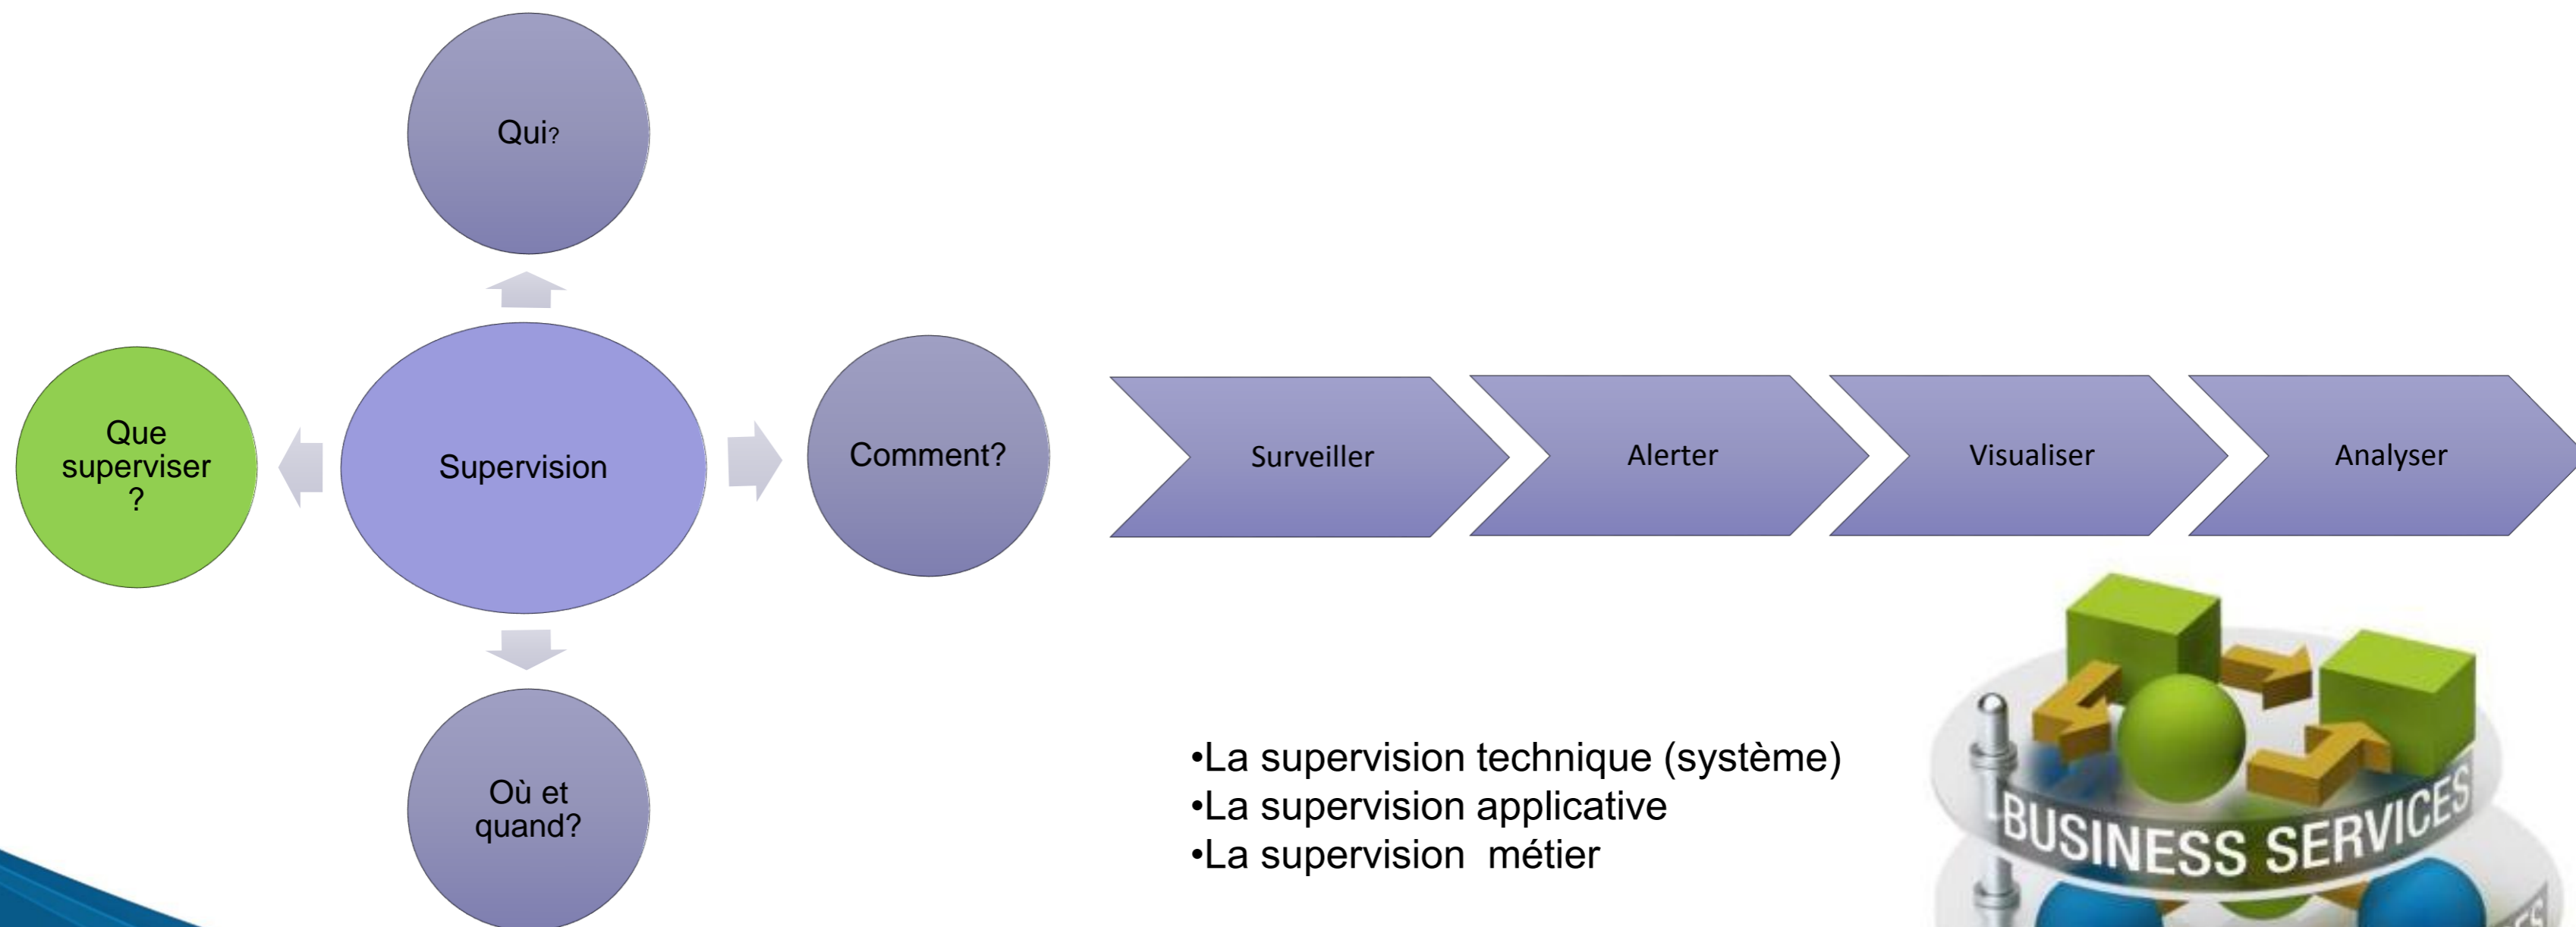 Qui?
Que
superviser
?
Supervision
Comment?
Où et
quand?
Surveiller
Alerter
Visualiser
Analyser
•La supervision technique (système)
•La supervision applicative
•La supervision  métier
BUSINESS SERVICES